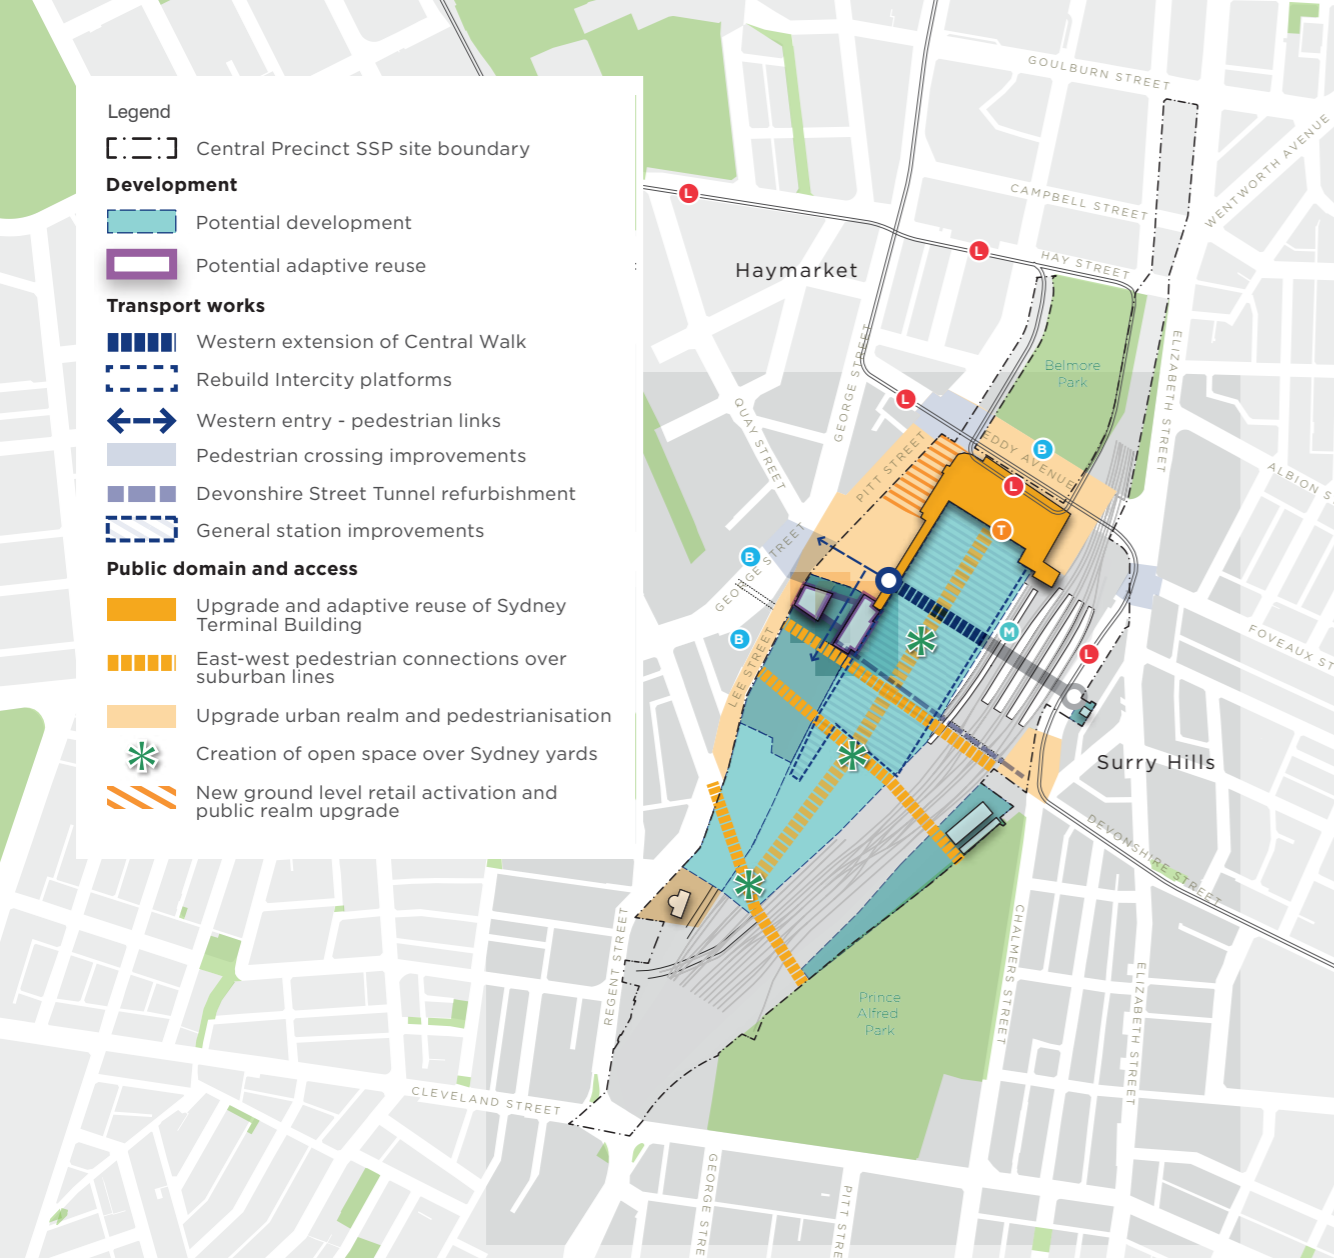 Legend
Central Precinct SSP site boundary
Development
Potential development
Potential adaptive reuse
Transport works
Western extension of Central Walk
Rebuild Intercity platforms
Western entry - pedestrian links
Pedestrian crossing improvements
Devonshire Street Tunnel refurbishment
General station improvements
Public domain and access
Upgrade and adaptive reuse of Sydney
Terminal Building
East-west pedestrian connections over
suburban lines
Upgrade urban realm and pedestrianisation
Creation of open space over Sydney yards
New ground level retail activation and
public realm upgrade
GOULBURN STREET
WENTWORTH AVENUE
CAMPBELL STREET
L
L
HAY STREET
Haymarket
GEORGE STREET
ELIZABETH STREET
Belmore
Park
QUAY STREET
L
PITT STREET
EDDY AVENUE
B
L
ALBION S
T
GEORGE STREET
B
B
M
L
FOVEAUX ST
LEE STREET
Surry Hills
DEVONSHIRE STREET
REGENT STREET
CHALMERS STREET
ELIZABETH STREET
Prince
Alfred
Park
CLEVELAND STREET
GEORGE STRE
PITT STRE